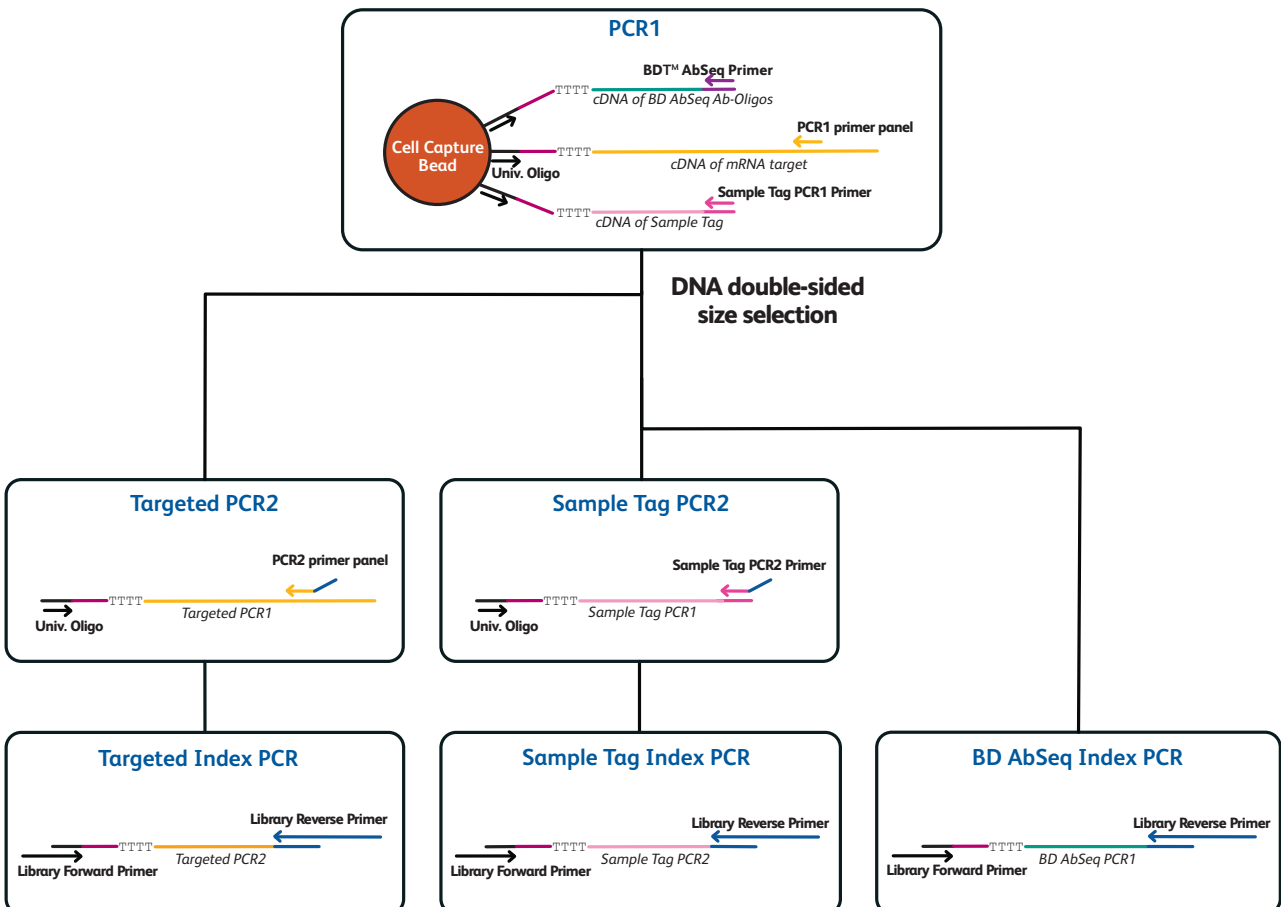 PCR1
BDT™ AbSeq Primer
TTTT
cDNA of BD AbSeq Ab-Oligos
PCR1 primer panel
Cell Capture
Bead
TTTT
Univ. Oligo
cDNA of mRNA target
Sample Tag PCR1 Primer
TTTT
cDNA of Sample Tag
DNA double-sided
size selection
Targeted PCR2
PCR2 primer panel
TTTT
Targeted PCR1
Univ. Oligo
Sample Tag PCR2
Sample Tag PCR2 Primer
TTTT
Sample Tag PCR1
Univ. Oligo
Targeted Index PCR
Library Reverse Primer
TTTT
Targeted PCR2
Library Forward Primer
Sample Tag Index PCR
Library Reverse Primer
TTTT
Sample Tag PCR2
Library Forward Primer
BD AbSeq Index PCR
Library Reverse Primer
TTTT
BD AbSeq PCR1
Library Forward Primer